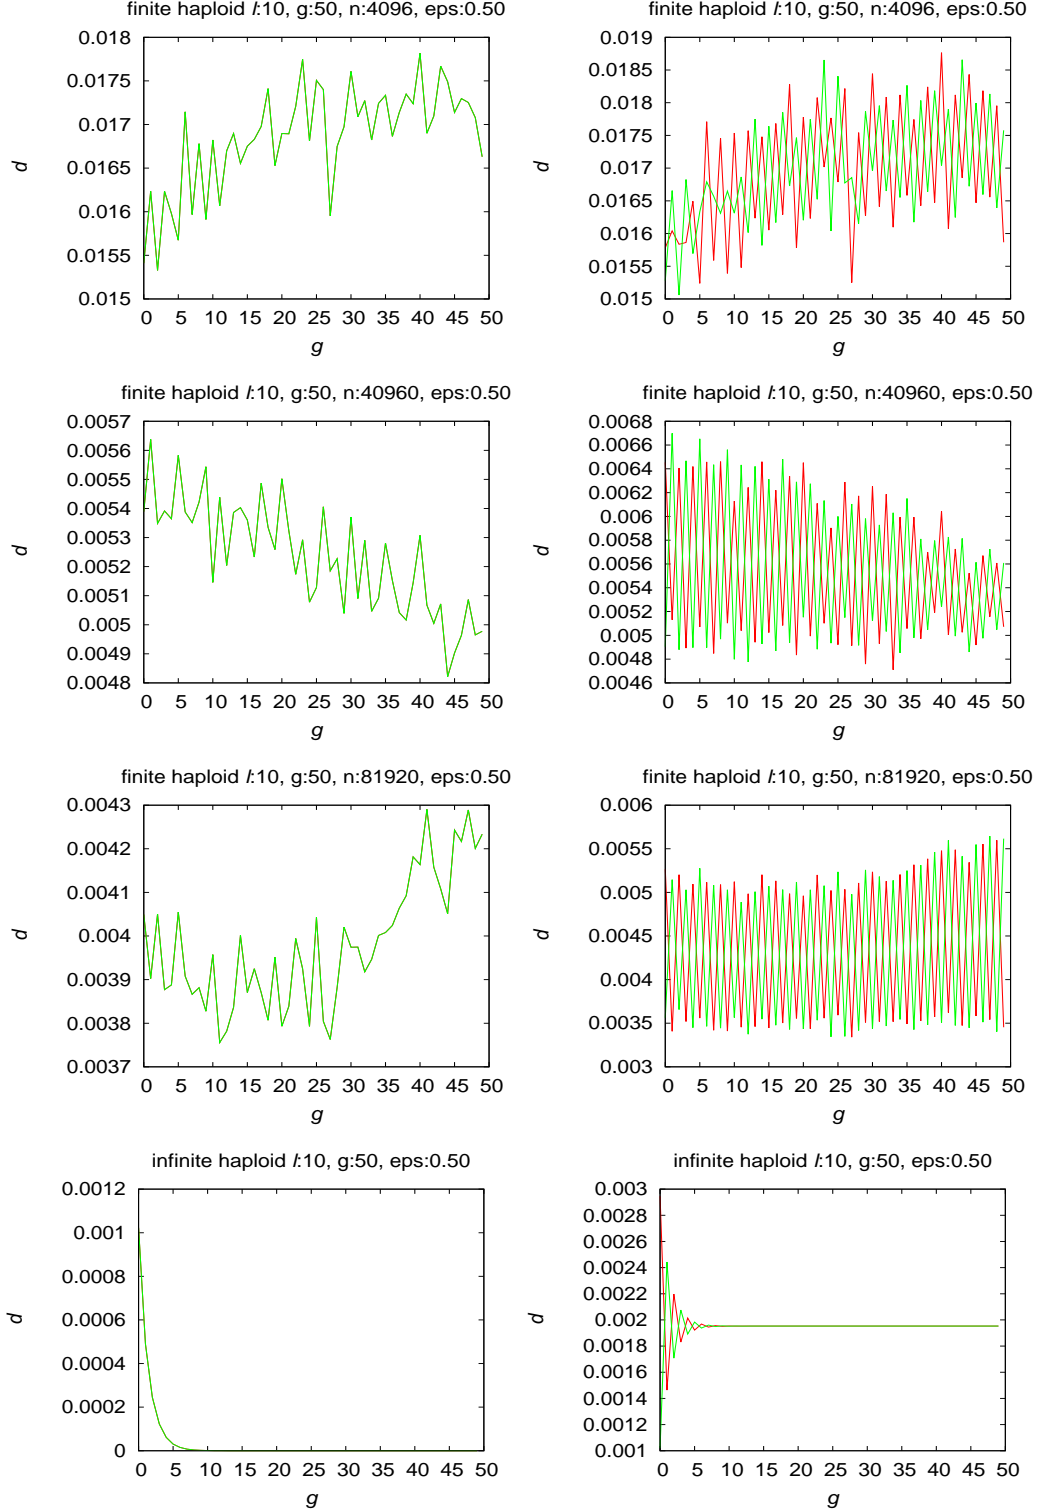 finite haploid l:10, g:50, n:4096, eps:0.50
0.018
0.0175
0.017
0.0165
0.016
0.0155
0.015
d
0 5 10 15 20 25 30 35 40 45 50
g
finite haploid l:10, g:50, n:4096, eps:0.50
0.019
0.0185
0.018
0.0175
0.017
0.0165
0.016
0.0155
0.015
d
0 5 10 15 20 25 30 35 40 45 50
g
finite haploid l:10, g:50, n:40960, eps:0.50
0.0057
0.0056
0.0055
0.0054
0.0053
0.0052
0.0051
0.005
0.0049
0.0048
d
0 5 10 15 20 25 30 35 40 45 50
g
finite haploid l:10, g:50, n:40960, eps:0.50
0.0068
0.0066
0.0064
0.0062
0.006
0.0058
0.0056
0.0054
0.0052
0.005
0.0048
0.0046
d
0 5 10 15 20 25 30 35 40 45 50
g
finite haploid l:10, g:50, n:81920, eps:0.50
0.0043
0.0042
0.0041
0.004
0.0039
0.0038
0.0037
d
0 5 10 15 20 25 30 35 40 45 50
g
finite haploid l:10, g:50, n:81920, eps:0.50
0.006
0.0055
0.005
0.0045
0.004
0.0035
0.003
d
0 5 10 15 20 25 30 35 40 45 50
g
infinite haploid l:10, g:50, eps:0.50
0.0012
0.001
0.0008
0.0006
0.0004
0.0002
0
d
0 5 10 15 20 25 30 35 40 45 50
g
infinite haploid l:10, g:50, eps:0.50
0.003
0.0028
0.0026
0.0024
0.0022
0.002
0.0018
0.0016
0.0014
0.0012
0.001
d
0 5 10 15 20 25 30 35 40 45 50
g